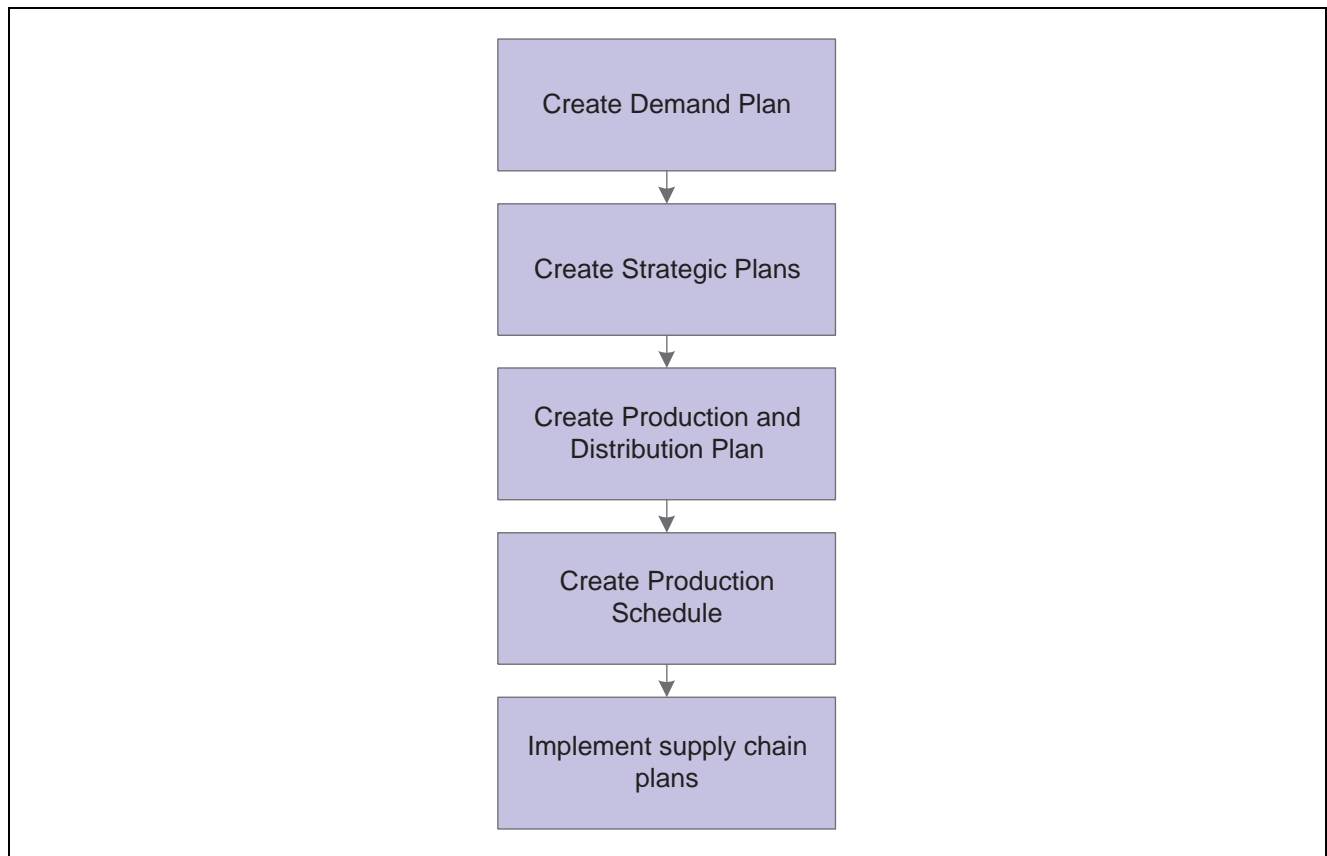 Create Demand Plan
Create Strategic Plans
Create Production and
Distribution Plan
Create Production
Schedule
Implement supply chain
plans